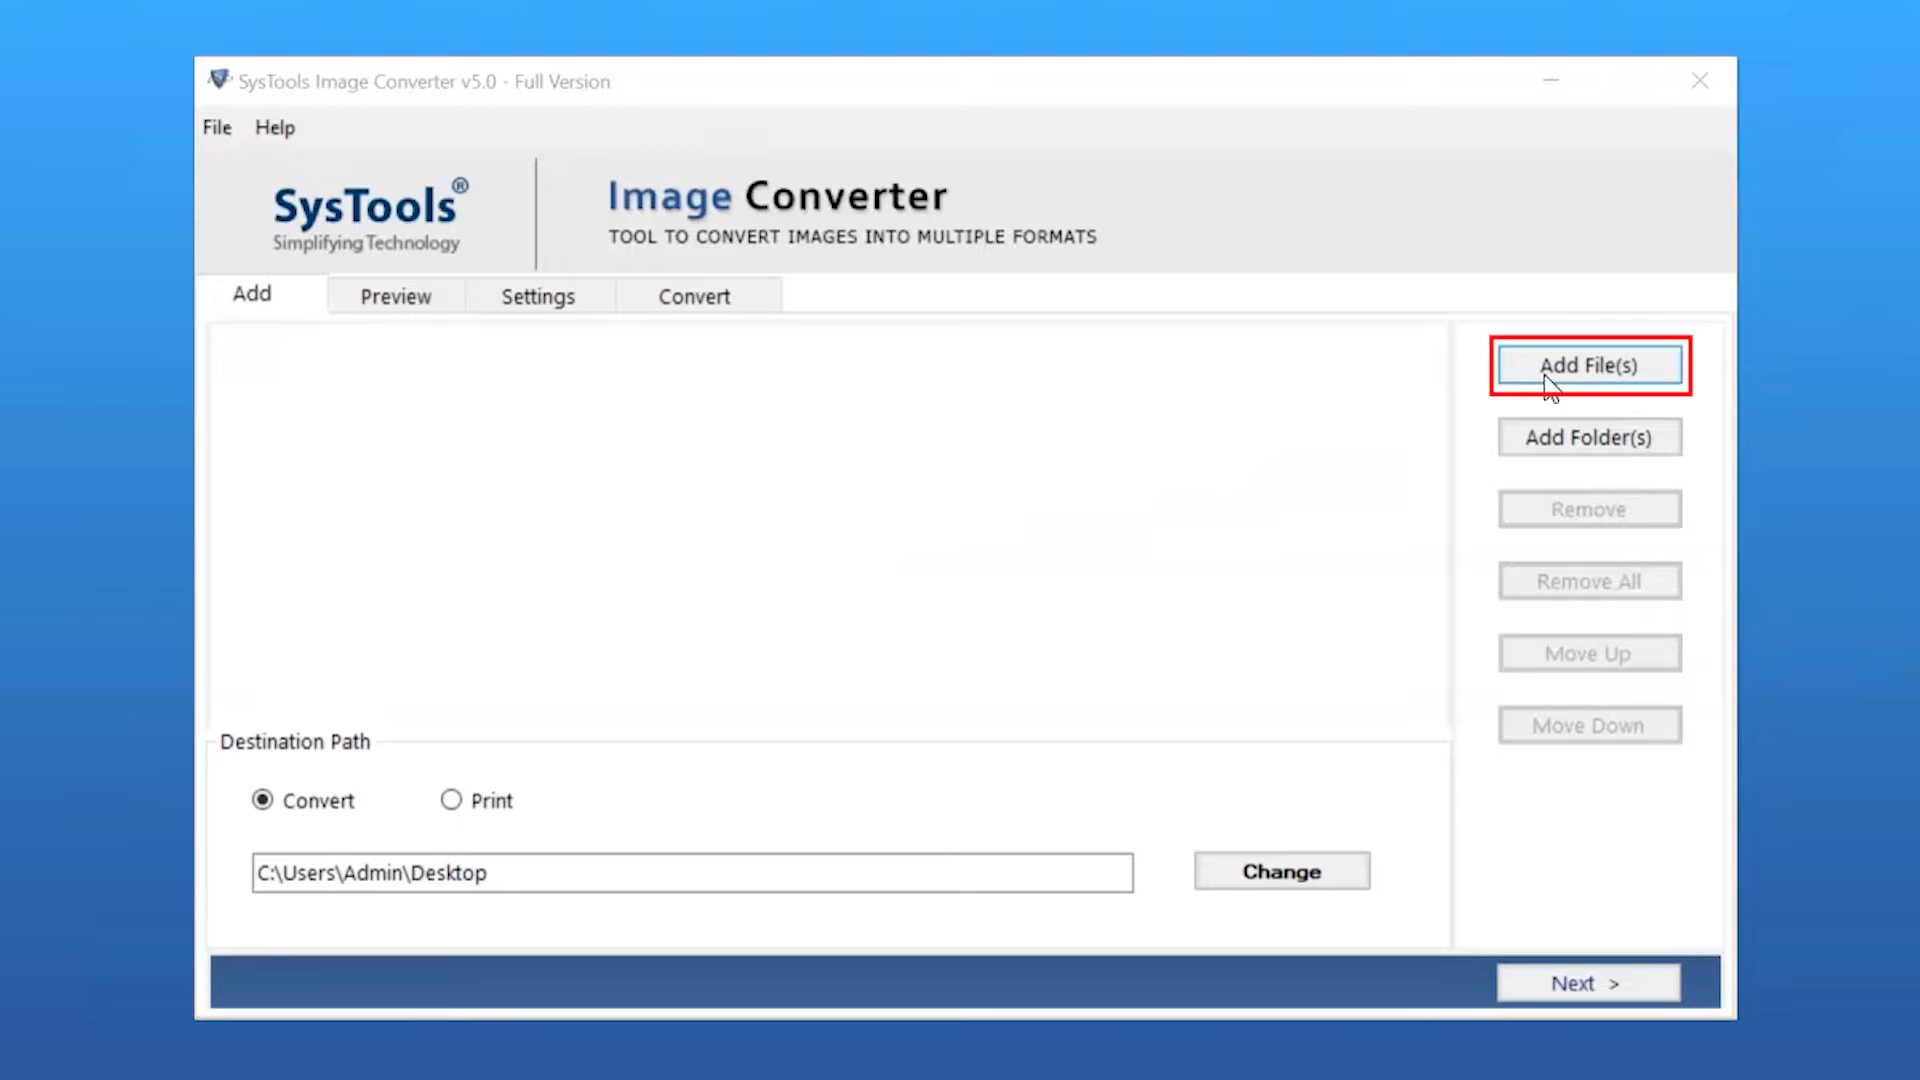 SysTools Image Converter v5.0 - Full Version
File Help
SysTools®
Simplifying Technology
Image Converter
TOOL TO CONVERT IMAGES INTO MULTIPLE FORMATS
Add Preview Settings Convert
Add File(s)
Add Folder(s)
Remove
Remove All
Move Up
Move Down
Destination Path
Convert Print
C:\Users\Admin\Desktop
Change
Next >